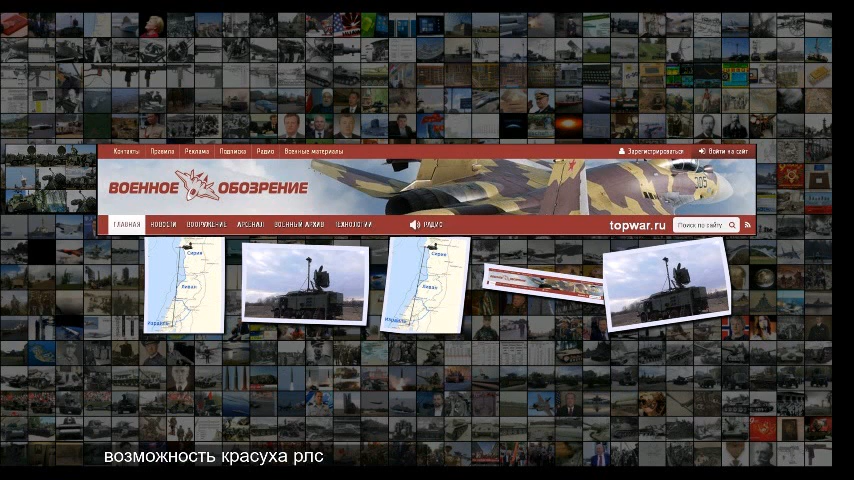 Контакты Правила Реклама Подписка Радио Военные материалы Зарегистрироваться Войти на сайт
ВОЕННОЕ ОБОЗРЕНИЕ
ГЛАВНАЯ НОВОСТИ ВООРУЖЕНИЕ АРСЕНАЛ ВОЕННЫЙ АРХИВ ТЕХНОЛОГИИ РАДИО topwar.ru Поиск по сайту
Сирия Сирия
Ливан Ливан
Израиль Израиль
возможность красуха рлс